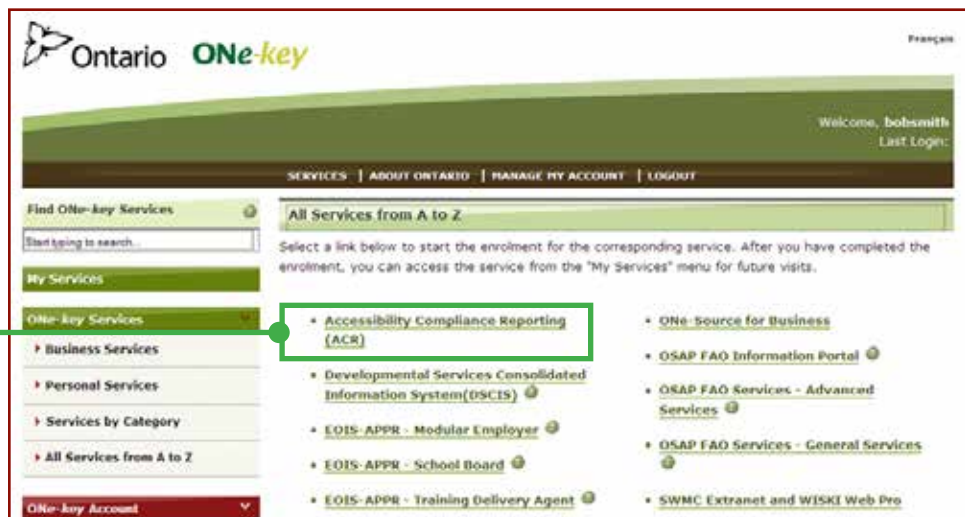 Ontario ONe-key
Français
Welcome, bobsmith
Last Login:
SERVICES | ABOUT ONTARIO | MANAGE MY ACCOUNT | LOGOUT
Find ONe-key Services
Start typing to search...
My Services
ONe-key Services
Business Services
Personal Services
Services by Category
All Services from A to Z
ONe-key Account
All Services from A to Z
Select a link below to start the enrolment for the corresponding service. After you have completed the
enrolment, you can access the service from the "My Services" menu for future visits.
• Accessibility Compliance Reporting
(ACR)
• Developmental Services Consolidated
Information System(DSCIS)
• EOIS-APPR - Modular Employer
• EOIS-APPR - School Board
• EOIS-APPR - Training Delivery Agent
• ONe-Source for Business
• OSAP FAO Information Portal
• OSAP FAO Services - Advanced
Services
• OSAP FAO Services - General Services
• SWMC Extranet and WISKI Web Pro